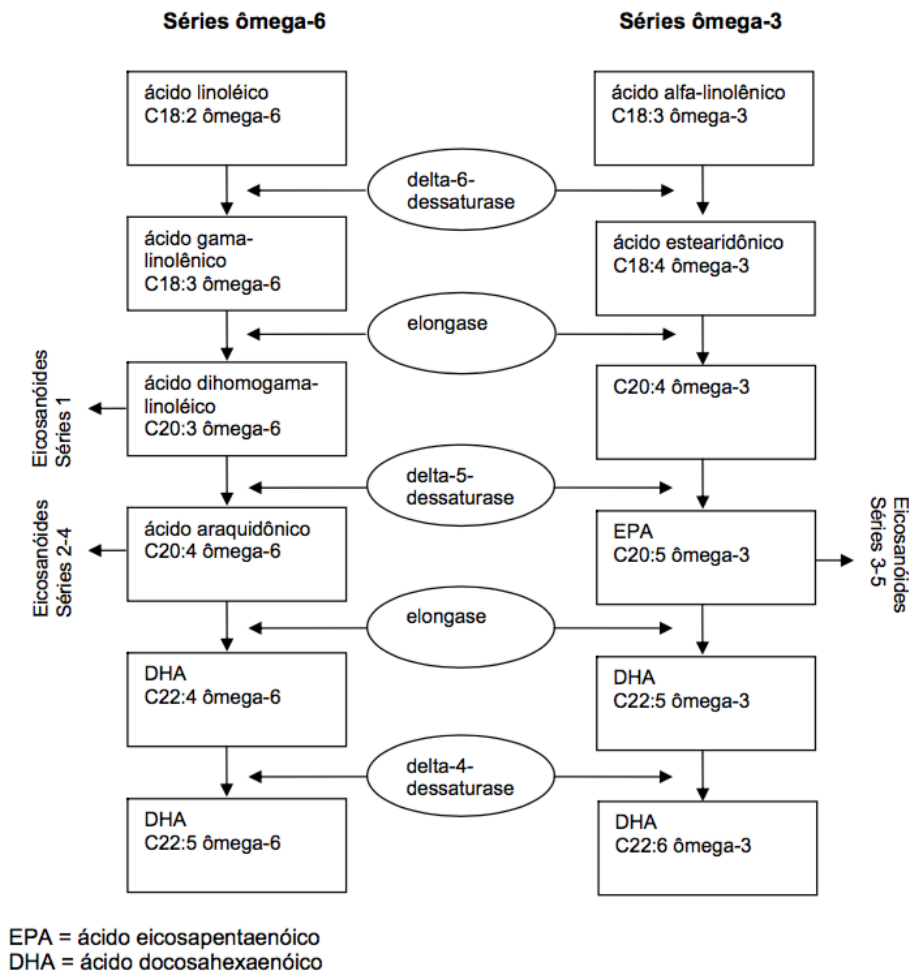 Séries ômega-6
Séries ômega-3
ácido linoléico
C18:2 ômega-6
ácido alfa-linolênico
C18:3 ômega-3
delta-6-
dessaturase
ácido gama-
linolênico
C18:3 ômega-6
ácido estearidônico
C18:4 ômega-3
elongase
Eicosanóides
Séries 1
ácido dihomogama-
linoléico
C20:3 ômega-6
C20:4 ômega-3
delta-5-
dessaturase
Eicosanóides
Séries 2-4
ácido araquidônico
C20:4 ômega-6
EPA
C20:5 ômega-3
Eicosanóides
Séries 3-5
elongase
DHA
C22:4 ômega-6
DHA
C22:5 ômega-3
delta-4-
dessaturase
DHA
C22:5 ômega-6
DHA
C22:6 ômega-3
EPA = ácido eicosapentaenóico
DHA = ácido docosahexaenóico